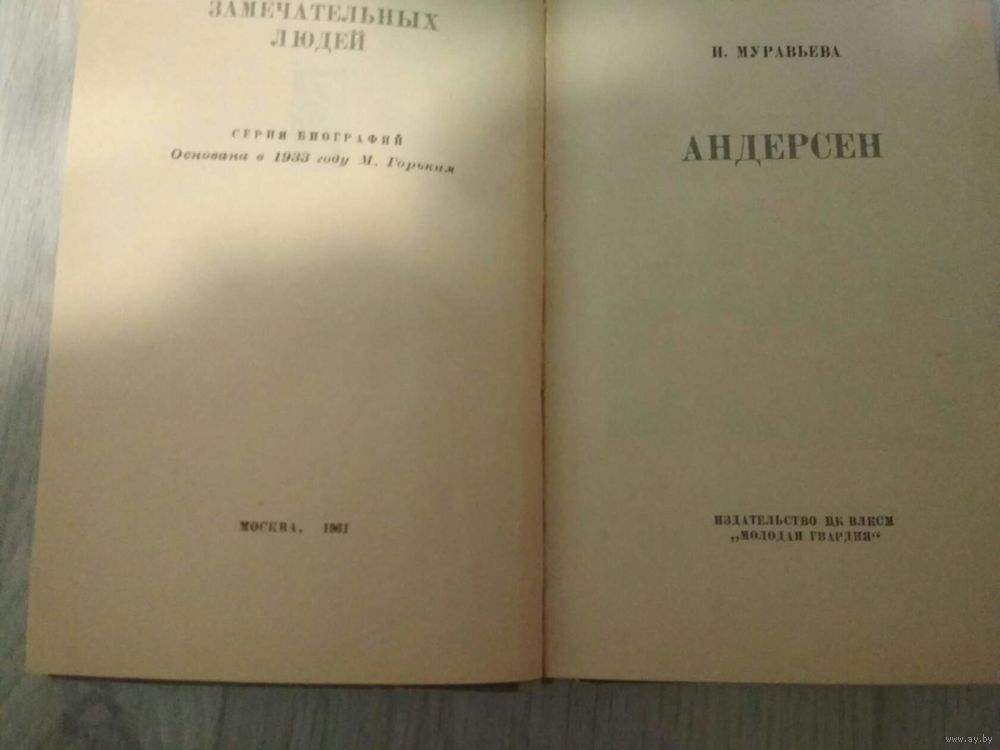 ЗАМЕЧАТЕЛЬНЫХ
ЛЮДЕЙ
СЕРИЯ БИОГРАФИЙ
Основана в 1933 году М. Горьким
МОСКВА, 1961
И. МУРАВЬЕВА
АНДЕРСЕН
ИЗДАТЕЛЬСТВО ЦК ВЛКСМ
„МОЛОДАЯ ГВАРДИЯ“
www.ay.by